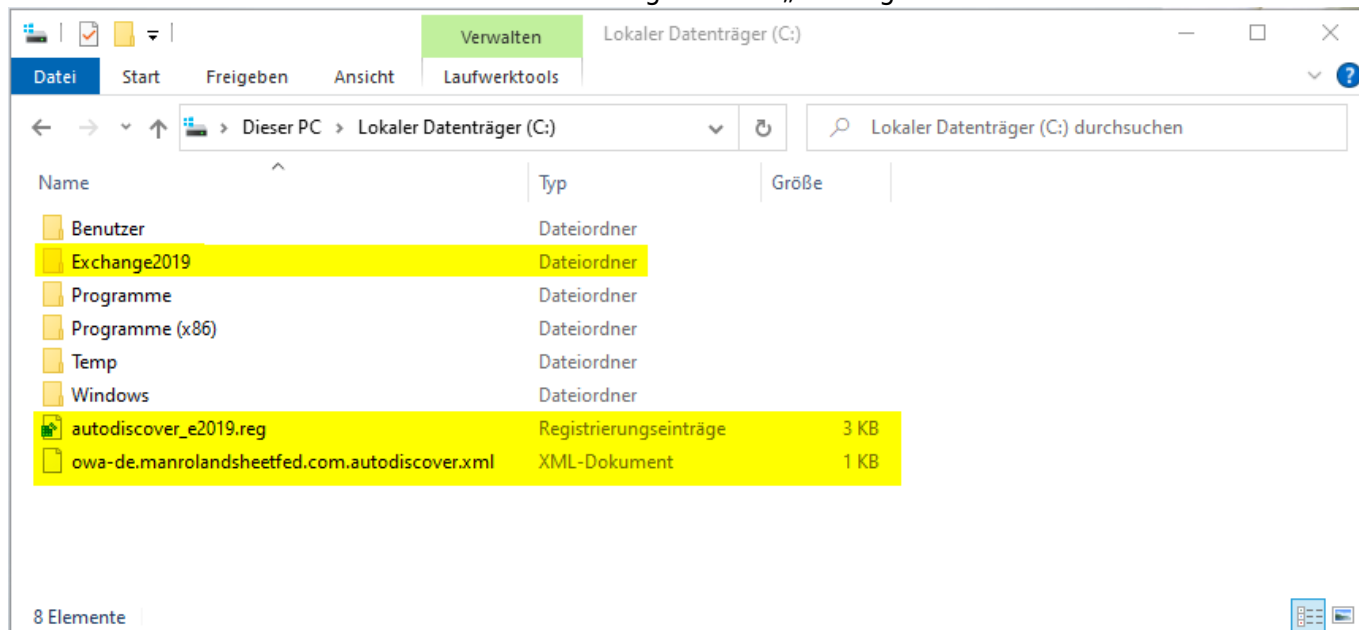 Verwalten Lokaler Datenträger (C:)
Datei Start Freigeben Ansicht Laufwerktools
Dieser PC > Lokaler Datenträger (C:) Lokaler Datenträger (C:) durchsuchen
Name Typ Größe
Benutzer Dateiordner
Exchange2019 Dateiordner
Programme Dateiordner
Programme (x86) Dateiordner
Temp Dateiordner
Windows Dateiordner
autodiscover_e2019.reg Registrierungseinträge 3 KB
owa-de.manrolandsheetfed.com.autodiscover.xml XML-Dokument 1 KB
8 Elemente